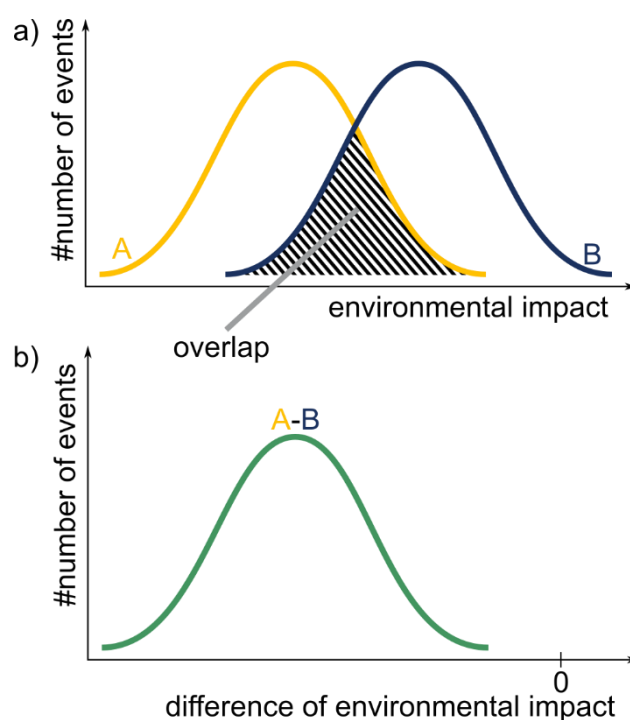 a)
#number of events
A
B
environmental impact
overlap
b)
#number of events
A-B
0
difference of environmental impact